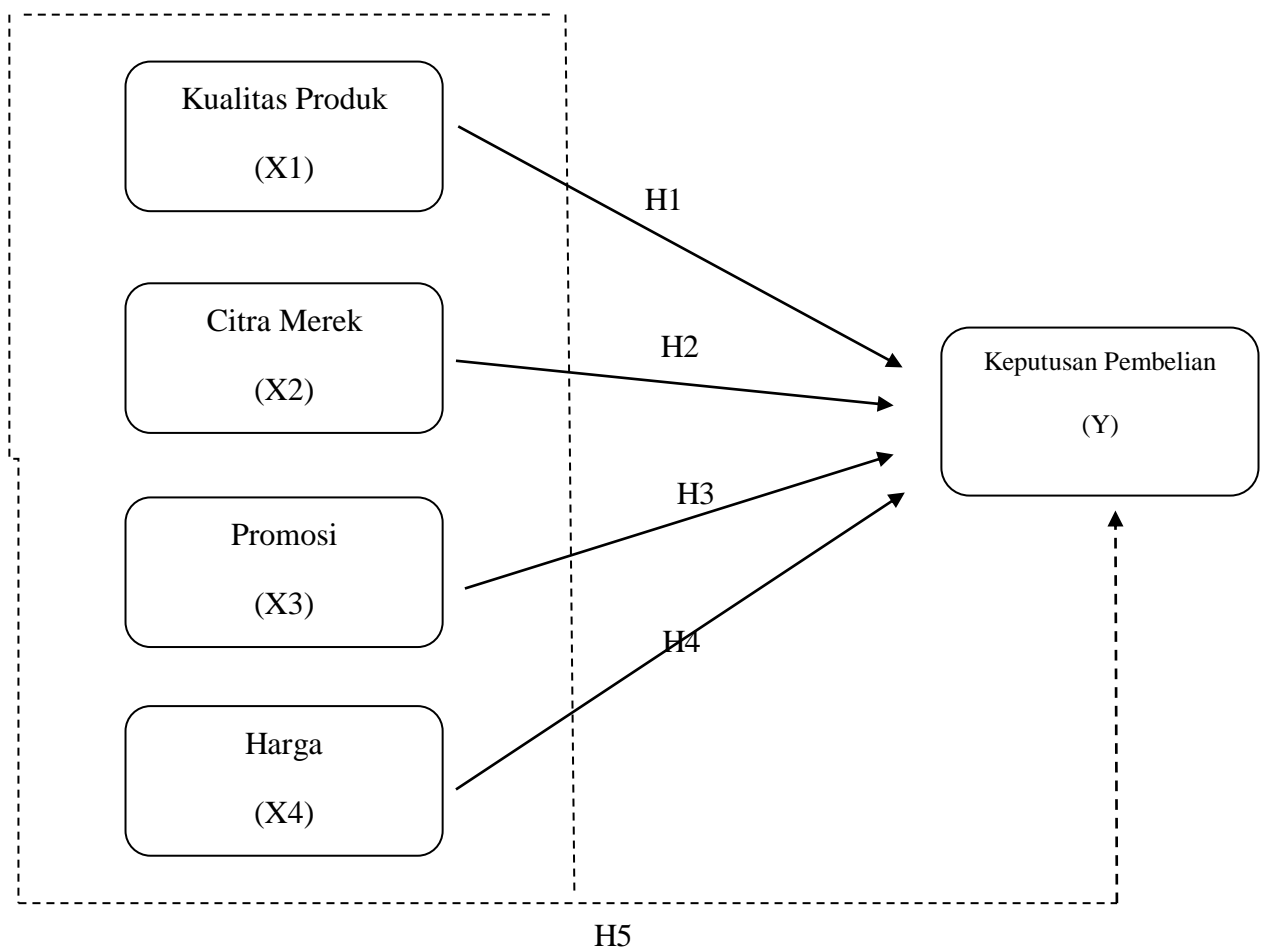 Kualitas Produk
(X1)
H1
Citra Merek
(X2)
H2
Keputusan Pembelian
(Y)
Promosi
(X3)
H3
H4
Harga
(X4)
H5